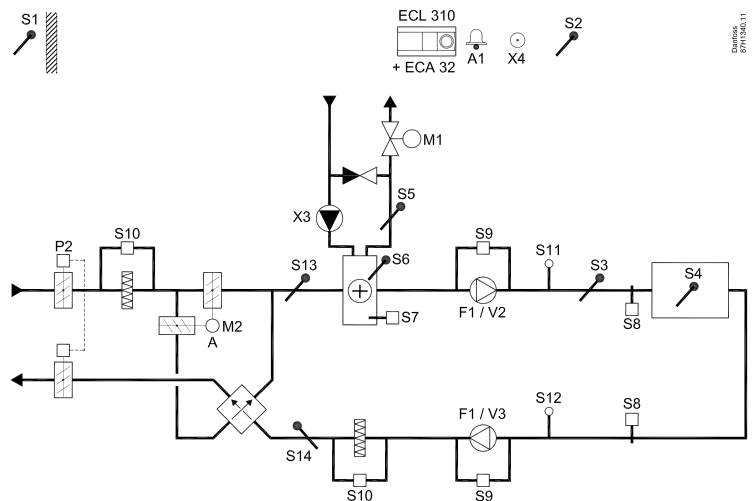 S1
ECL 310
+ ECA 32
A1
X4
S2
Danfoss
87H1340.11
M1
S5
X3
S10
P2
S13
S6
S9
S11
S3
S4
F1 / V2
S7
S8
M2
A
F1 / V3
S12
S8
S14
S10
S9